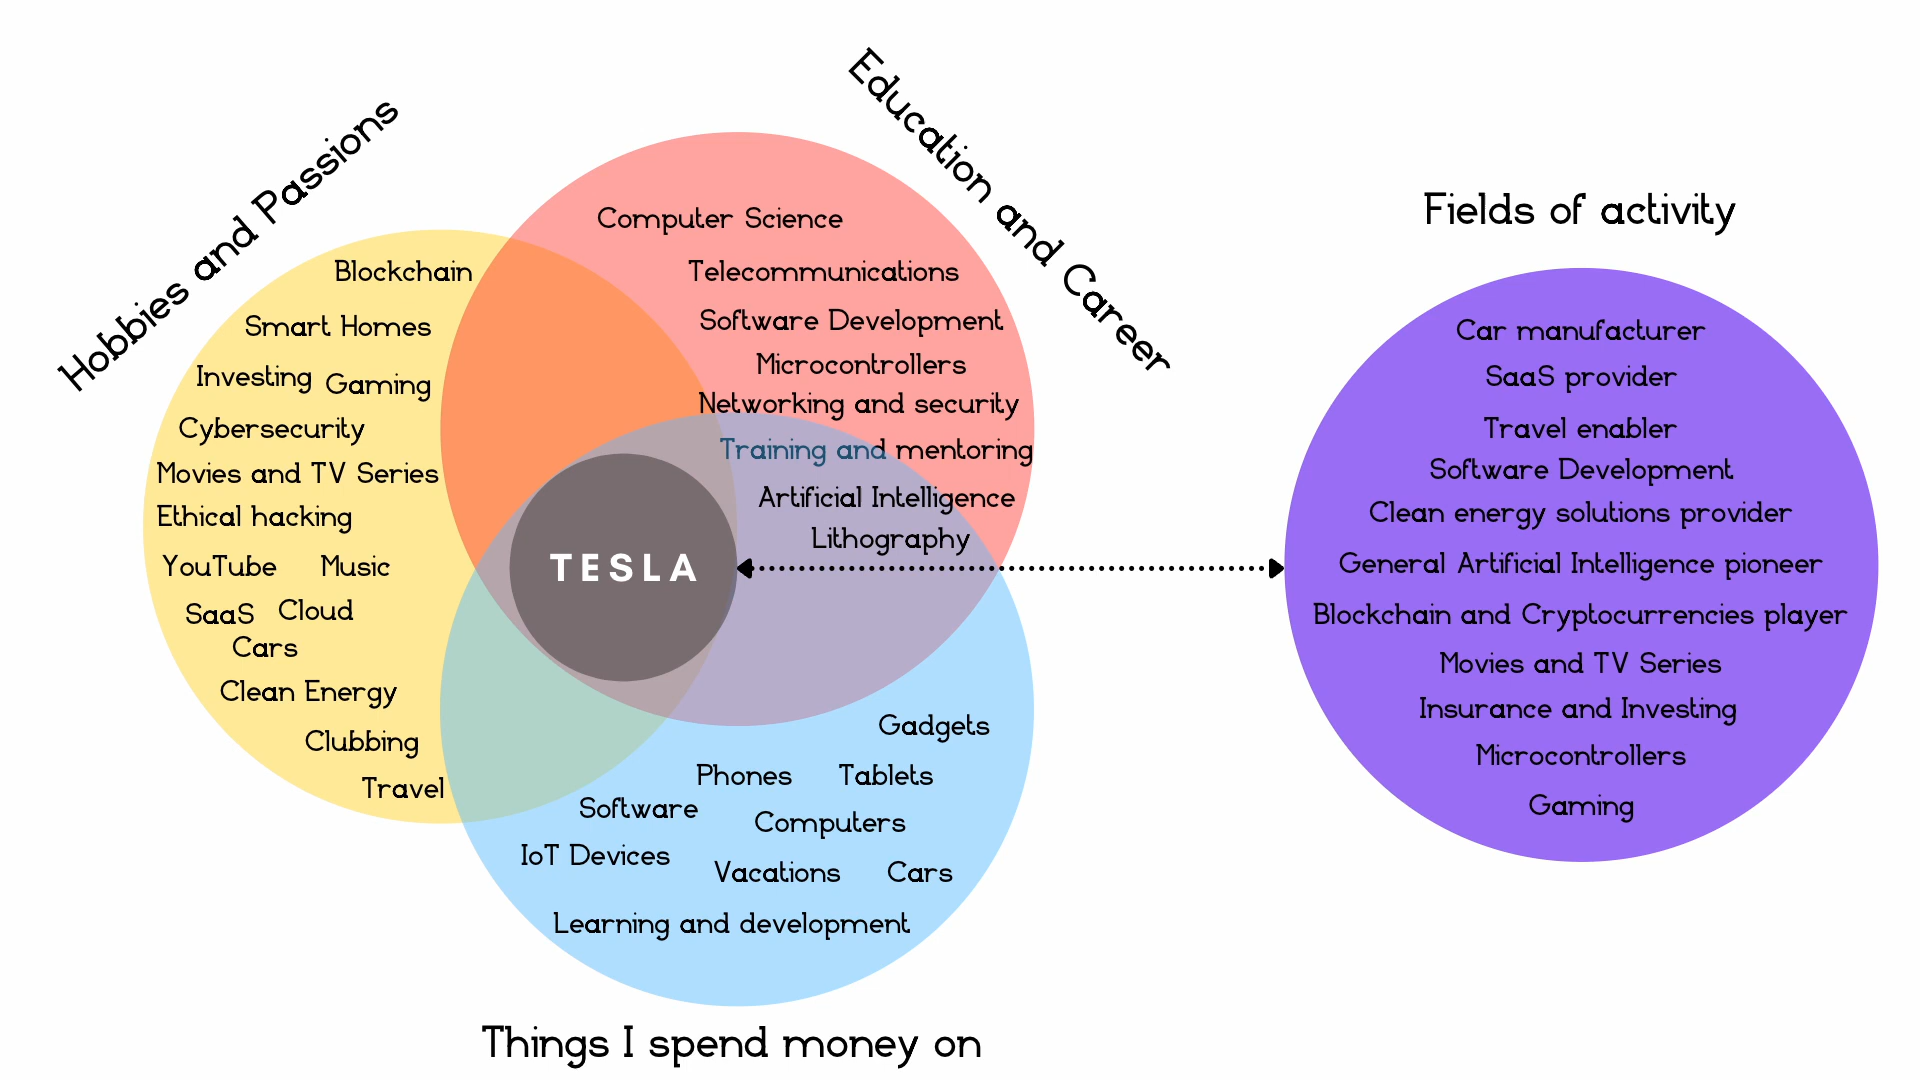 Hobbies and Passions
Blockchain
Smart Homes
Investing
Gaming
Cybersecurity
Movies and TV Series
Ethical hacking
YouTube
Music
SaaS
Cloud
Cars
Clean Energy
Clubbing
Travel
Education and Career
Computer Science
Telecommunications
Software Development
Microcontrollers
Networking and security
Training and mentoring
Artificial Intelligence
Lithography
TESLA
Gadgets
Phones
Tablets
Software
Computers
IoT Devices
Vacations
Cars
Learning and development
Things I spend money on
Fields of activity
Car manufacturer
SaaS provider
Travel enabler
Software Development
Clean energy solutions provider
General Artificial Intelligence pioneer
Blockchain and Cryptocurrencies player
Movies and TV Series
Insurance and Investing
Microcontrollers
Gaming